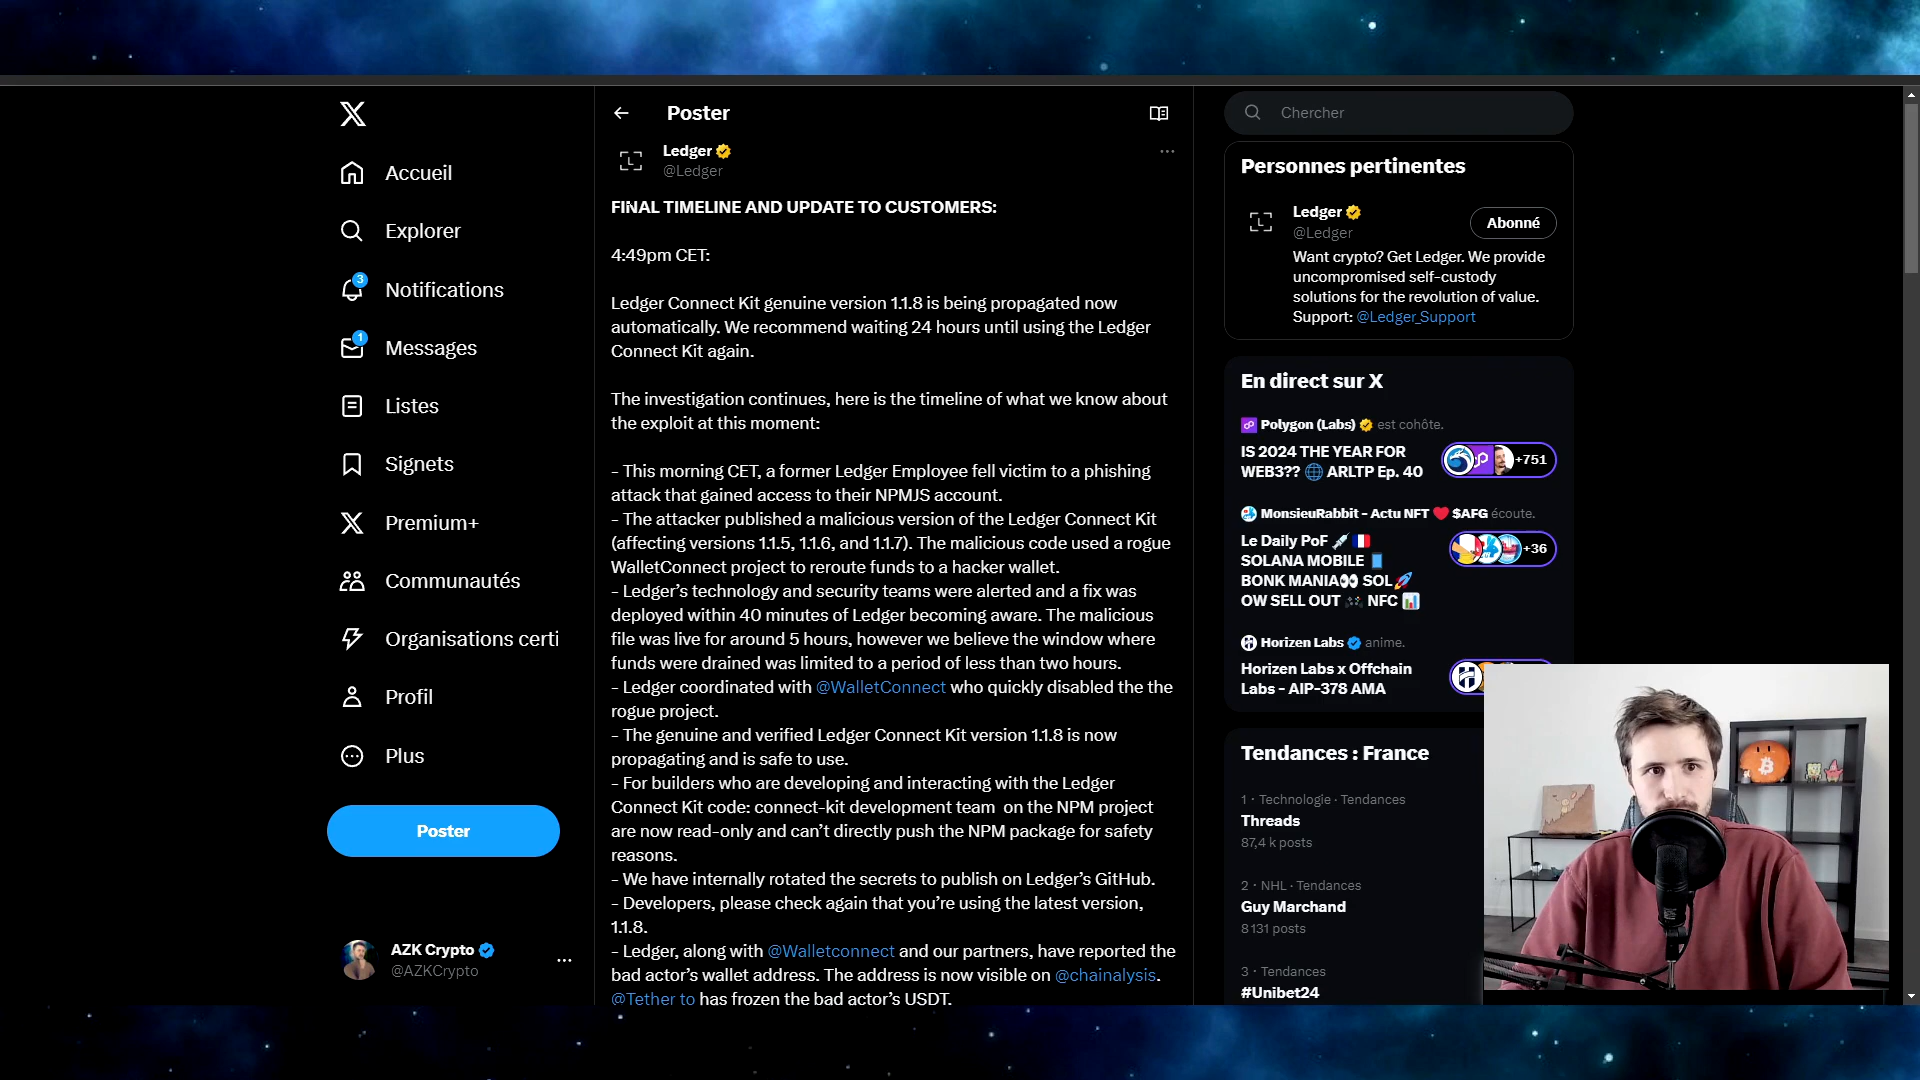 Accueil
Explorer
3
Notifications
1
Messages
Listes
Signets
Premium+
Communautés
Organisations certi
Profil
Plus
Poster
AZK Crypto
@AZKCrypto
Poster
Ledger
@Ledger
FINAL TIMELINE AND UPDATE TO CUSTOMERS:
4:49pm CET:
Ledger Connect Kit genuine version 1.1.8 is being propagated now
automatically. We recommend waiting 24 hours until using the Ledger
Connect Kit again.
The investigation continues, here is the timeline of what we know about
the exploit at this moment:
- This morning CET, a former Ledger Employee fell victim to a phishing
attack that gained access to their NPMJS account.
- The attacker published a malicious version of the Ledger Connect Kit
(affecting versions 1.1.5, 1.1.6, and 1.1.7). The malicious code used a rogue
WalletConnect project to reroute funds to a hacker wallet.
- Ledger’s technology and security teams were alerted and a fix was
deployed within 40 minutes of Ledger becoming aware. The malicious
file was live for around 5 hours, however we believe the window where
funds were drained was limited to a period of less than two hours.
- Ledger coordinated with @WalletConnect who quickly disabled the the
rogue project.
- The genuine and verified Ledger Connect Kit version 1.1.8 is now
propagating and is safe to use.
- For builders who are developing and interacting with the Ledger
Connect Kit code: connect-kit development team on the NPM project
are now read-only and can’t directly push the NPM package for safety
reasons.
- We have internally rotated the secrets to publish on Ledger’s GitHub.
- Developers, please check again that you’re using the latest version,
1.1.8.
- Ledger, along with @Walletconnect and our partners, have reported the
bad actor’s wallet address. The address is now visible on @chainalysis.
@Tether to has frozen the bad actor’s USDT.
Chercher
Personnes pertinentes
Ledger
@Ledger
Abonné
Want crypto? Get Ledger. We provide
uncompromised self-custody
solutions for the revolution of value.
Support: @Ledger_Support
En direct sur X
Polygon (Labs) est cohôte.
IS 2024 THE YEAR FOR
WEB3?? 🌐 ARLTP Ep. 40
+751
MonsieurRabbit - Actu NFT ❤️ $AFG écoute.
Le Daily PoF
SOLANA MOBILE
BONK MANIA👀 SOL🚀
OW SELL OUT NFC 📊
+36
Horizen Labs anime.
Horizen Labs x Offchain
Labs - AIP-378 AMA
Tendances : France
1 · Technologie · Tendances
Threads
87,4 k posts
2 · NHL · Tendances
Guy Marchand
8 131 posts
3 · Tendances
#Unibet24